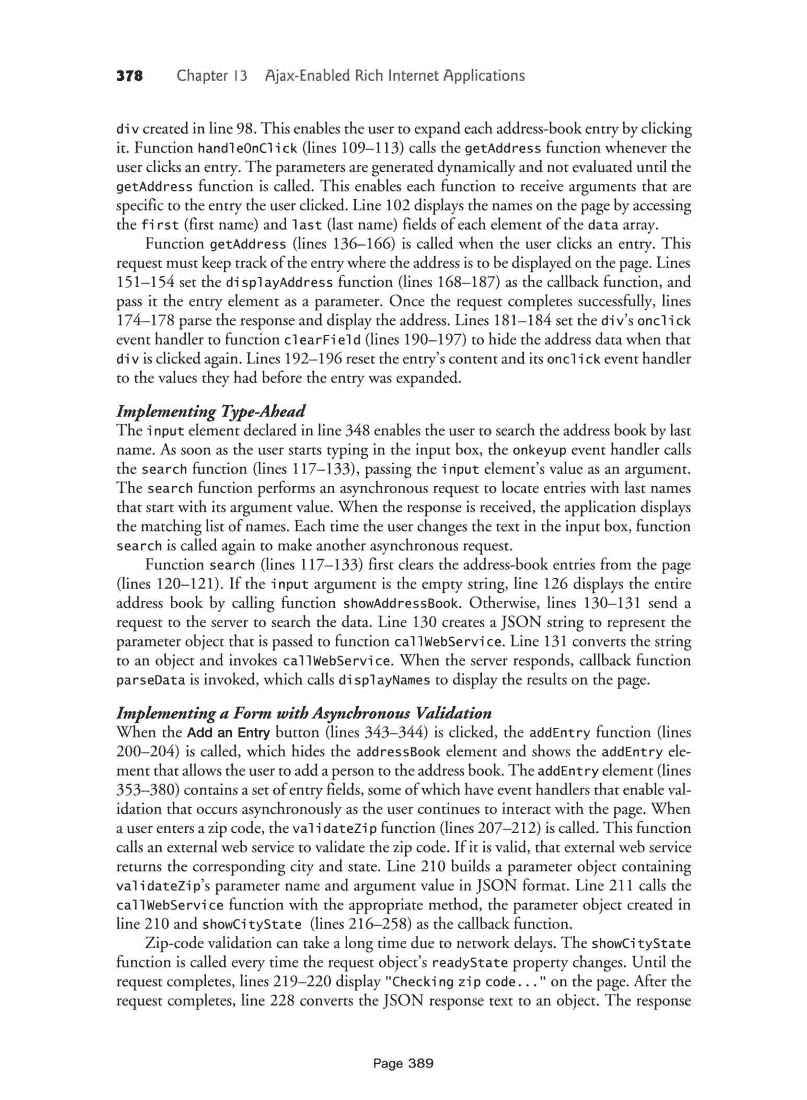 378 Chapter 13 Ajax-Enabled Rich Internet Applications
div created in line 98. This enables the user to expand each address-book entry by clicking
it. Function handleOnClick (lines 109–113) calls the getAddress function whenever the
user clicks an entry. The parameters are generated dynamically and not evaluated until the
getAddress function is called. This enables each function to receive arguments that are
specific to the entry the user clicked. Line 102 displays the names on the page by accessing
the first (first name) and last (last name) fields of each element of the data array.
Function getAddress (lines 136–166) is called when the user clicks an entry. This
request must keep track of the entry where the address is to be displayed on the page. Lines
151–154 set the displayAddress function (lines 168–187) as the callback function, and
pass it the entry element as a parameter. Once the request completes successfully, lines
174–178 parse the response and display the address. Lines 181–184 set the div's onclick
event handler to function clearField (lines 190–197) to hide the address data when that
div is clicked again. Lines 192–196 reset the entry's content and its onclick event handler
to the values they had before the entry was expanded.
Implementing Type-Ahead
The input element declared in line 348 enables the user to search the address book by last
name. As soon as the user starts typing in the input box, the onkeyup event handler calls
the search function (lines 117–133), passing the input element's value as an argument.
The search function performs an asynchronous request to locate entries with last names
that start with its argument value. When the response is received, the application displays
the matching list of names. Each time the user changes the text in the input box, function
search is called again to make another asynchronous request.
Function search (lines 117–133) first clears the address-book entries from the page
(lines 120–121). If the input argument is the empty string, line 126 displays the entire
address book by calling function showAddressBook. Otherwise, lines 130–131 send a
request to the server to search the data. Line 130 creates a JSON string to represent the
parameter object that is passed to function callWebService. Line 131 converts the string
to an object and invokes callWebService. When the server responds, callback function
parseData is invoked, which calls displayNames to display the results on the page.
Implementing a Form with Asynchronous Validation
When the Add an Entry button (lines 343–344) is clicked, the addEntry function (lines
200–204) is called, which hides the addressBook element and shows the addEntry ele-
ment that allows the user to add a person to the address book. The addEntry element (lines
353–380) contains a set of entry fields, some of which have event handlers that enable val-
idation that occurs asynchronously as the user continues to interact with the page. When
a user enters a zip code, the validateZip function (lines 207–212) is called. This function
calls an external web service to validate the zip code. If it is valid, that external web service
returns the corresponding city and state. Line 210 builds a parameter object containing
validateZip's parameter name and argument value in JSON format. Line 211 calls the
callWebService function with the appropriate method, the parameter object created in
line 210 and showCityState (lines 216–258) as the callback function.
Zip-code validation can take a long time due to network delays. The showCityState
function is called every time the request object's readyState property changes. Until the
request completes, lines 219–220 display "Checking zip code..." on the page. After the
request completes, line 228 converts the JSON response text to an object. The response
Page 389